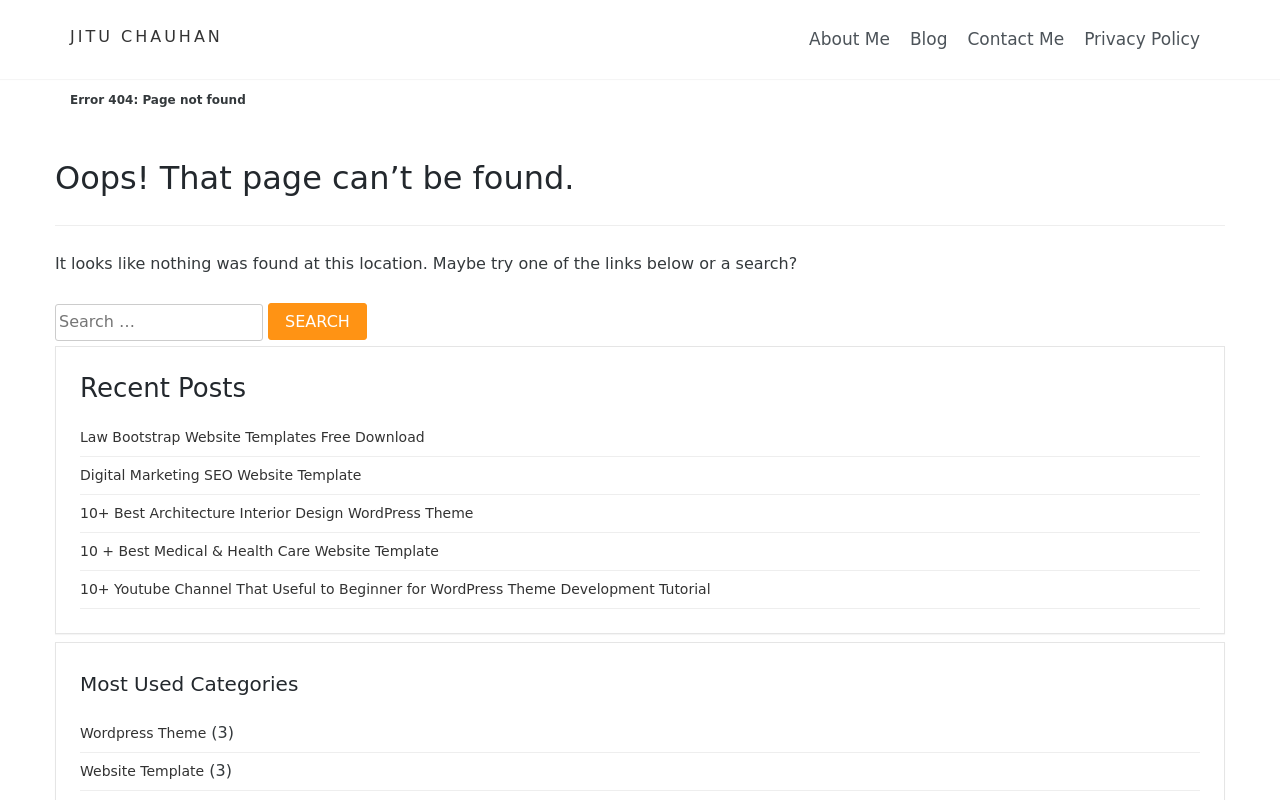 JITU CHAUHAN
About Me Blog Contact Me Privacy Policy
Error 404: Page not found
Oops! That page can’t be found.
It looks like nothing was found at this location. Maybe try one of the links below or a search?
Search … SEARCH
Recent Posts
Law Bootstrap Website Templates Free Download
Digital Marketing SEO Website Template
10+ Best Architecture Interior Design WordPress Theme
10 + Best Medical & Health Care Website Template
10+ Youtube Channel That Useful to Beginner for WordPress Theme Development Tutorial
Most Used Categories
Wordpress Theme (3)
Website Template (3)